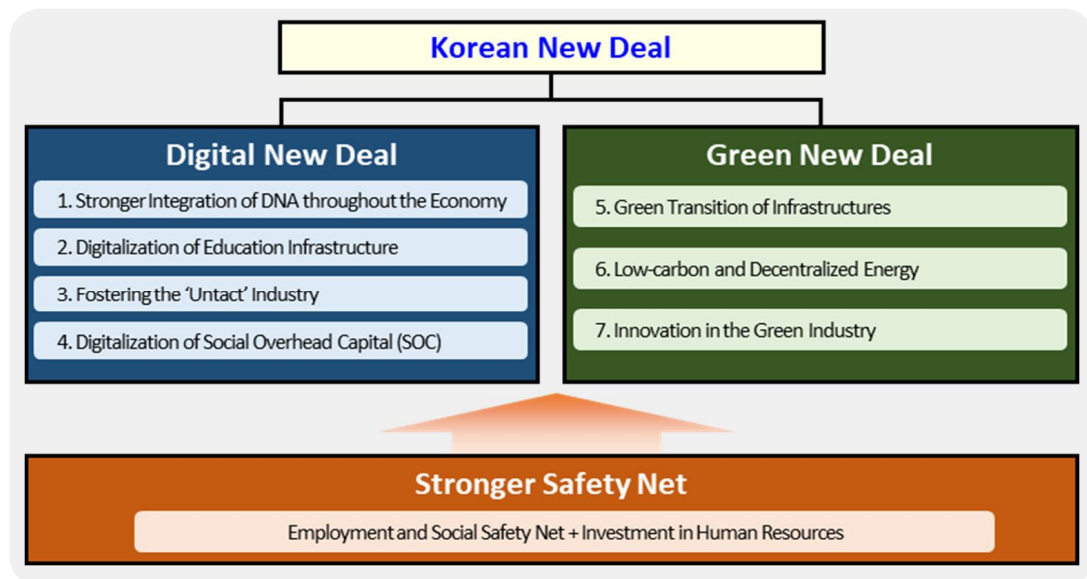 Korean New Deal
Digital New Deal
1. Stronger Integration of DNA throughout the Economy
2. Digitalization of Education Infrastructure
3. Fostering the ‘Untact’ Industry
4. Digitalization of Social Overhead Capital (SOC)
Green New Deal
5. Green Transition of Infrastructures
6. Low-carbon and Decentralized Energy
7. Innovation in the Green Industry
Stronger Safety Net
Employment and Social Safety Net + Investment in Human Resources